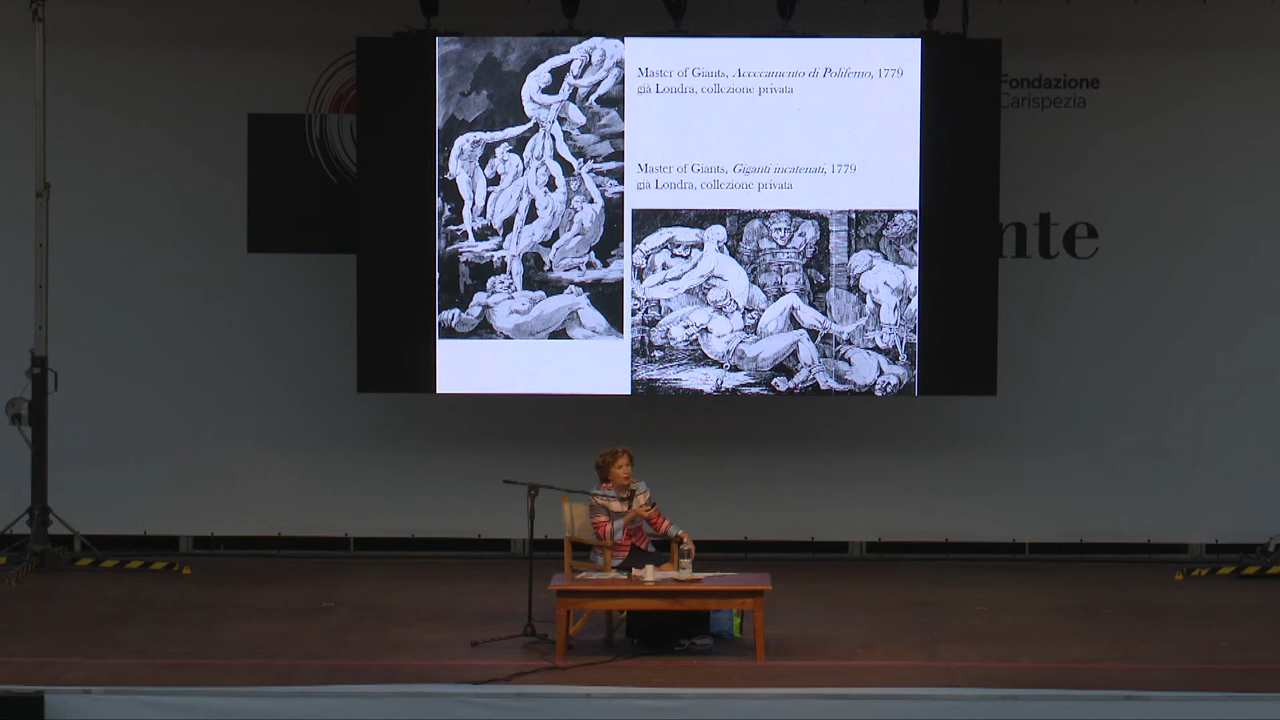 Master of Giants, Accecamento di Polifemo, 1779
già Londra, collezione privata
Master of Giants, Giganti incatenati, 1779
già Londra, collezione privata
Fondazione
Carispezia
nte